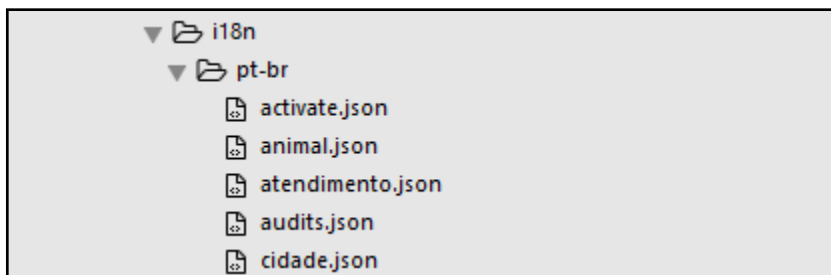 i18n
pt-br
activate.json
animal.json
atendimento.json
audits.json
cidade.json